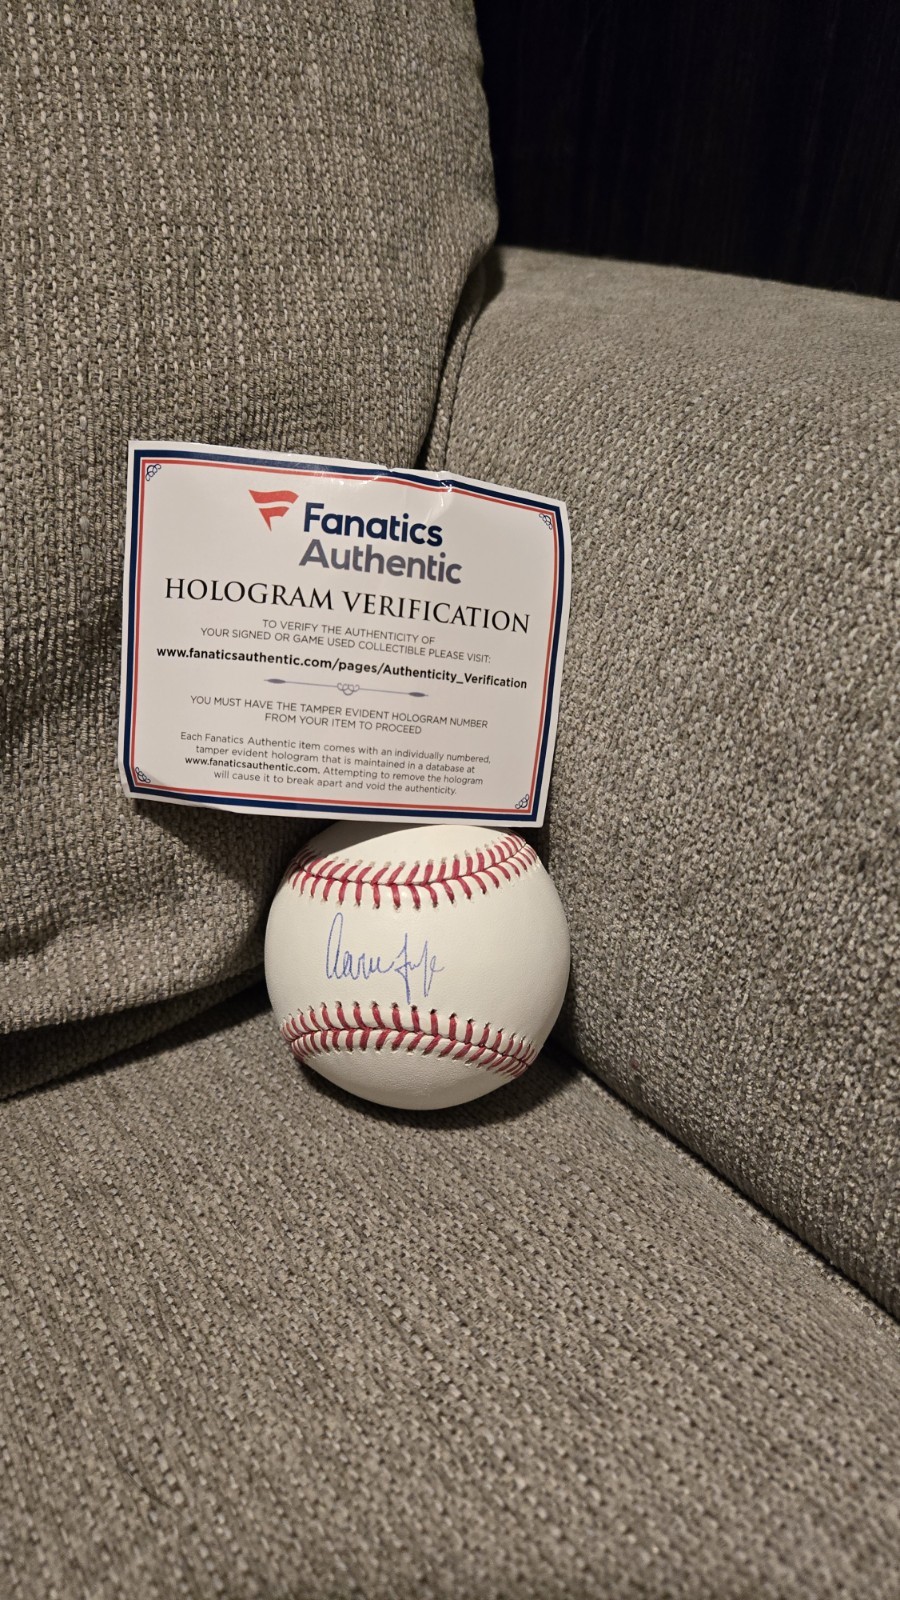 Fanatics
Authentic
HOLOGRAM VERIFICATION
TO VERIFY THE AUTHENTICITY OF
YOUR SIGNED OR GAME USED COLLECTIBLE PLEASE VISIT:
www.fanaticsauthentic.com/pages/Authenticity_Verification
YOU MUST HAVE THE TAMPER EVIDENT HOLOGRAM NUMBER
FROM YOUR ITEM TO PROCEED
Each Fanatics Authentic item comes with an individually numbered,
tamper evident hologram that is maintained in a database at
www.fanaticsauthentic.com. Attempting to remove the hologram
will cause it to break apart and void the authenticity.